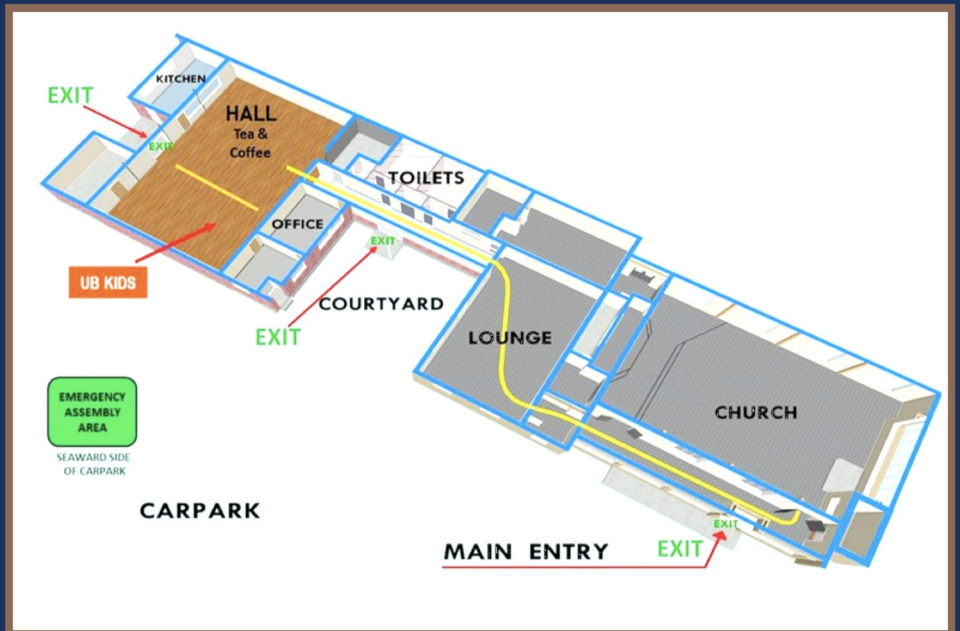 KITCHEN
EXIT
EXIT
HALL
Tea &
Coffee
TOILETS
OFFICE
EXIT
UB KIDS
COURTYARD
EXIT
LOUNGE
CHURCH
EMERGENCY
ASSEMBLY
AREA
SEAWARD SIDE
OF CARPARK
CARPARK
EXIT
MAIN ENTRY
EXIT